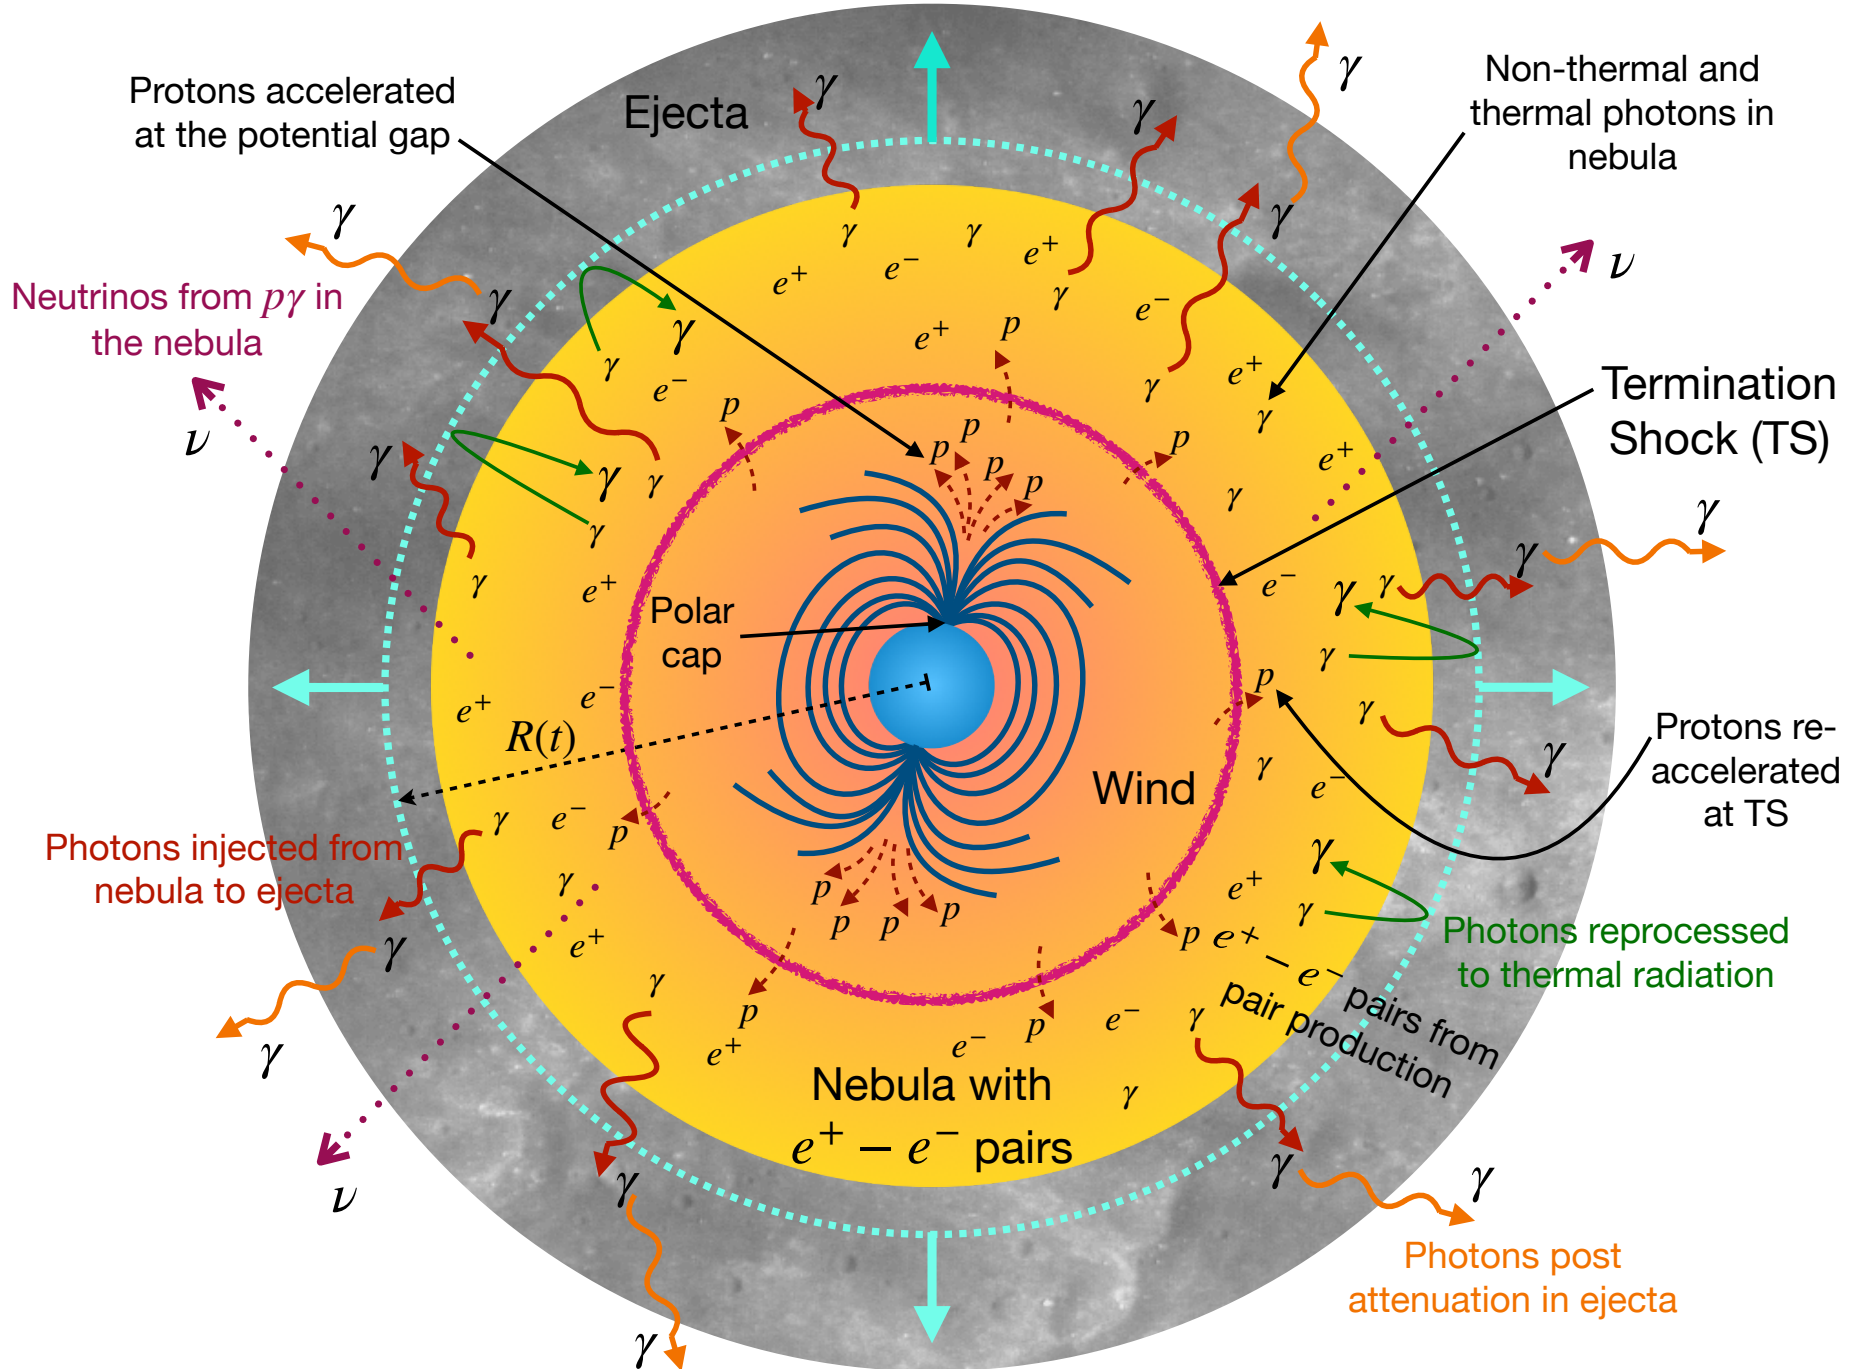 Protons accelerated
at the potential gap
Ejecta
Non-thermal and
thermal photons in
nebula
Neutrinos from pγ in
the nebula
Termination
Shock (TS)
Polar
cap
R(t)
Wind
Protons re-
accelerated
at TS
Photons injected from
nebula to ejecta
Photons reprocessed
to thermal radiation
e⁺ − e⁻ pairs from
pair production
Nebula with
e⁺ − e⁻ pairs
Photons post
attenuation in ejecta
γ
γ
γ
γ
γ
ν
γ
γ
e⁺
e⁻
e⁺
γ
γ
e⁻
e⁺
p
γ
γ
e⁻
γ
e⁺
γ
p
p
p
p
p
p
ν
γ
γ
γ
e⁺
γ
γ
γ
γ
γ
e⁺
e⁻
γ
γ
γ
e⁺
e⁻
p
γ
γ
γ
e⁻
p
γ
e⁻
γ
γ
e⁺
γ
p
p
p
p
e⁺
p
γ
γ
p
e⁺
e⁻
p
e⁻
γ
γ
γ
γ
γ
γ
ν
γ